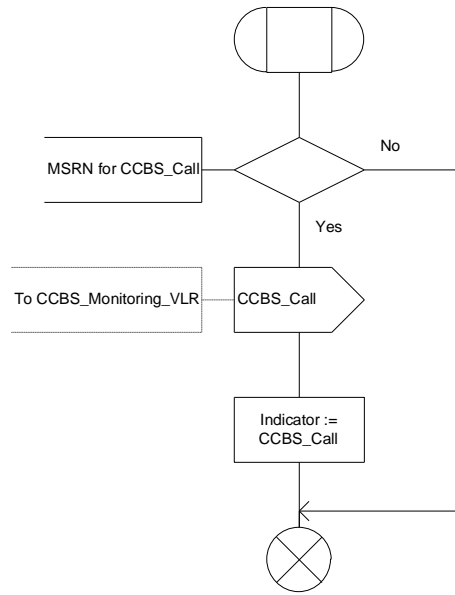 MSRN for CCBS_Call
No
Yes
To CCBS_Monitoring_VLR
CCBS_Call
Indicator :=
CCBS_Call